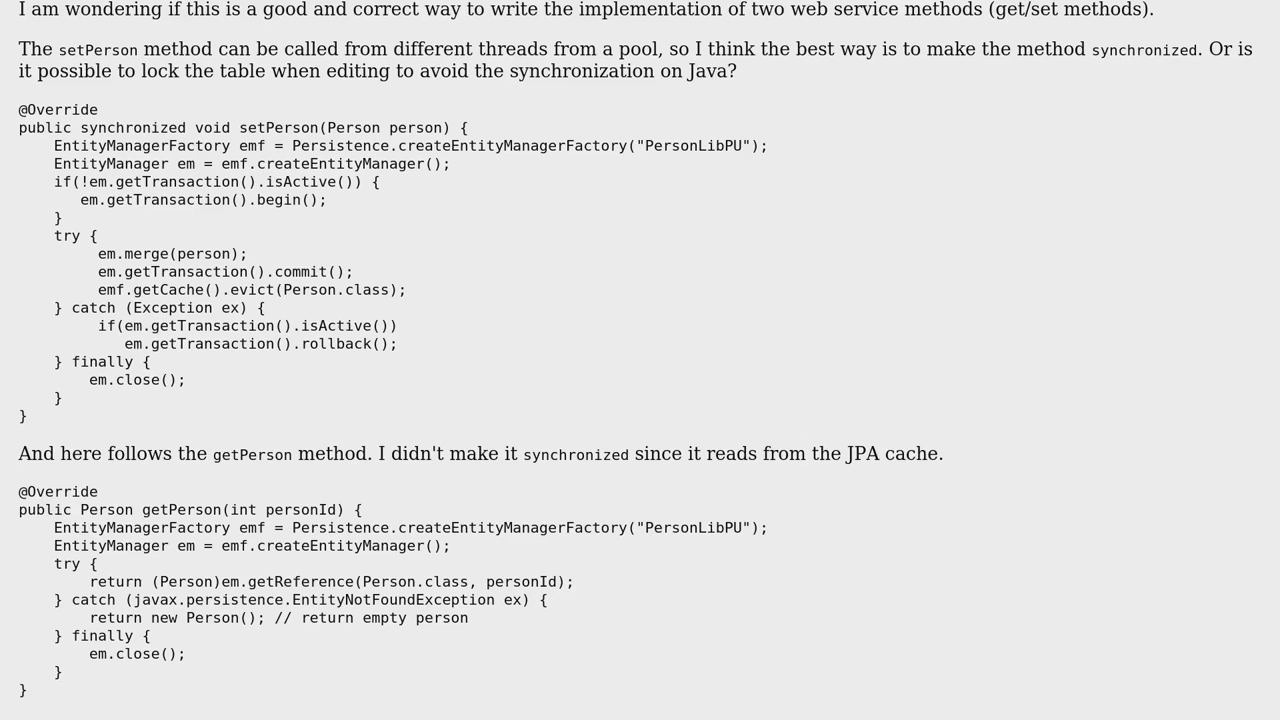 I am wondering if this is a good and correct way to write the implementation of two web service methods (get/set methods).
The setPerson method can be called from different threads from a pool, so I think the best way is to make the method synchronized. Or is
it possible to lock the table when editing to avoid the synchronization on Java?
@Override
public synchronized void setPerson(Person person) {
    EntityManagerFactory emf = Persistence.createEntityManagerFactory("PersonLibPU");
    EntityManager em = emf.createEntityManager();
    if(!em.getTransaction().isActive()) {
       em.getTransaction().begin();
    }
    try {
         em.merge(person);
         em.getTransaction().commit();
         emf.getCache().evict(Person.class);
    } catch (Exception ex) {
         if(em.getTransaction().isActive())
            em.getTransaction().rollback();
    } finally {
        em.close();
    }
}
And here follows the getPerson method. I didn't make it synchronized since it reads from the JPA cache.
@Override
public Person getPerson(int personId) {
    EntityManagerFactory emf = Persistence.createEntityManagerFactory("PersonLibPU");
    EntityManager em = emf.createEntityManager();
    try {
        return (Person)em.getReference(Person.class, personId);
    } catch (javax.persistence.EntityNotFoundException ex) {
        return new Person(); // return empty person
    } finally {
        em.close();
    }
}